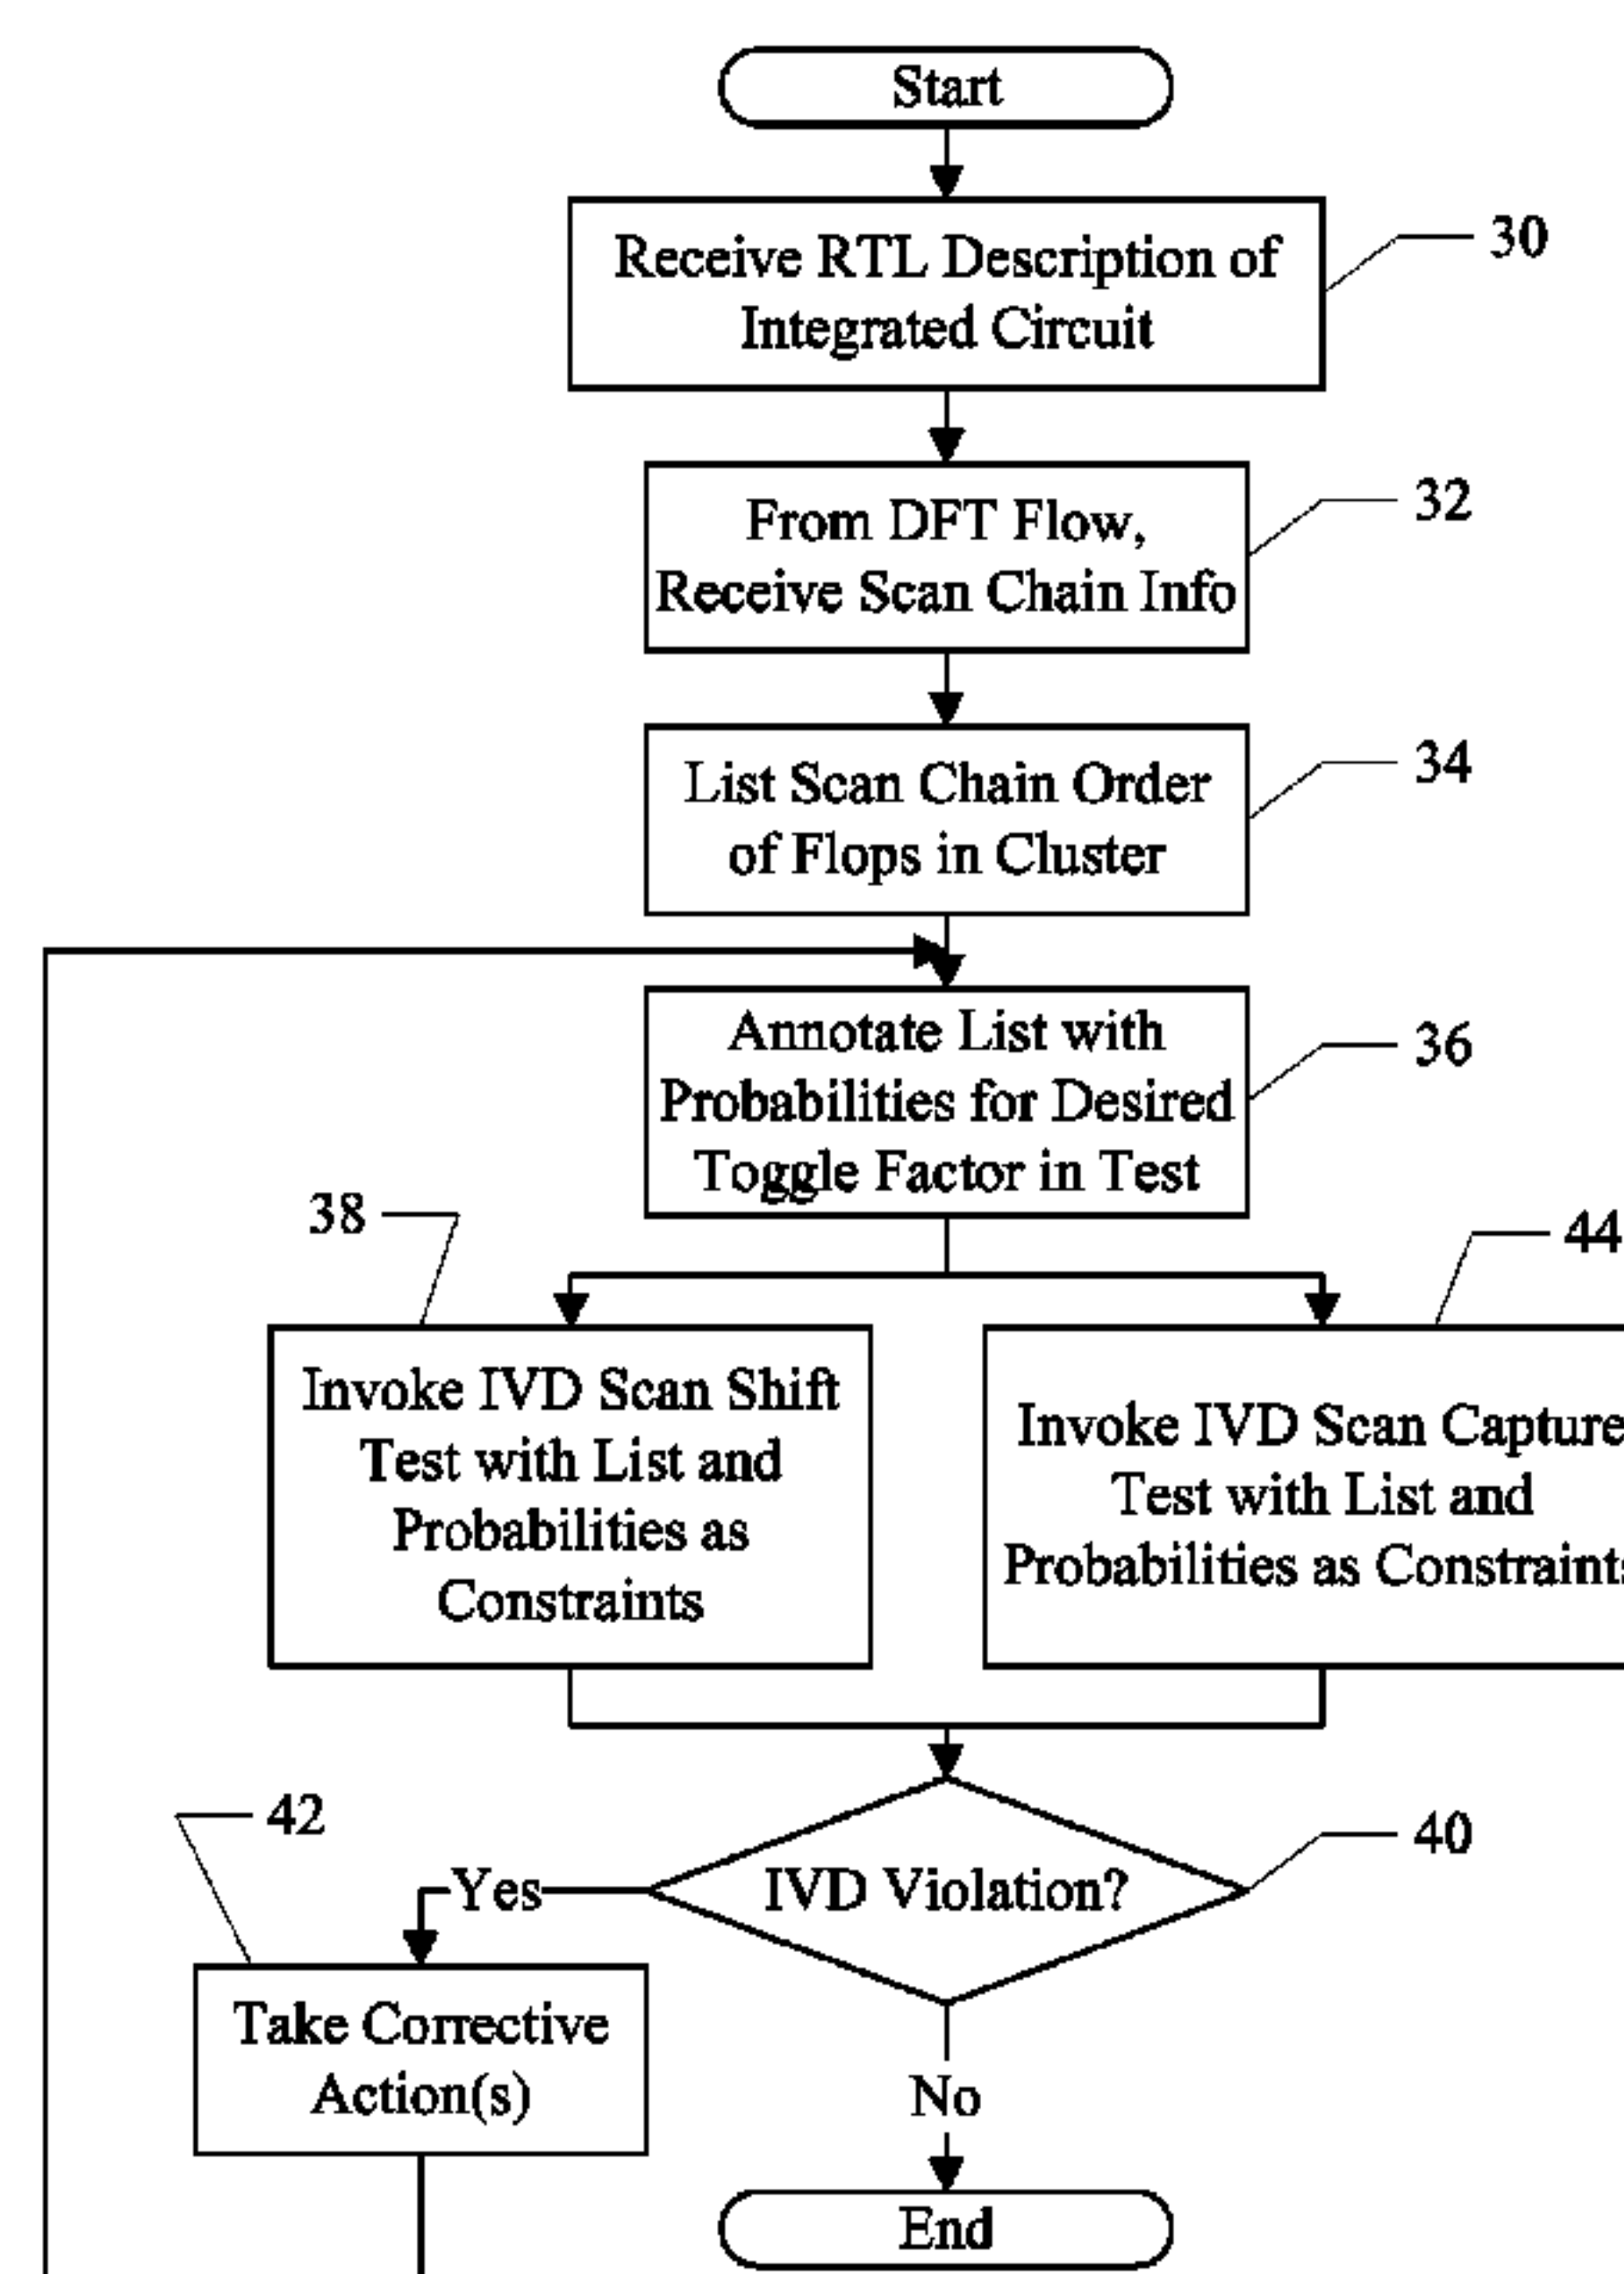 Start
Receive RTL Description of
Integrated Circuit
30
From DFT Flow,
Receive Scan Chain Info
32
List Scan Chain Order
of Flops in Cluster
34
Annotate List with
Probabilities for Desired
Toggle Factor in Test
36
38
44
Invoke IVD Scan Shift
Test with List and
Probabilities as
Constraints
Invoke IVD Scan Capture
Test with List and
Probabilities as Constraints
42
40
Yes
IVD Violation?
Take Corrective
Action(s)
No
End